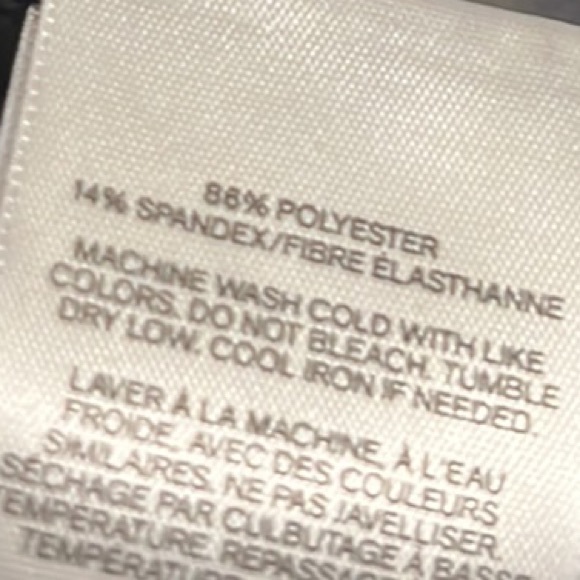 86% POLYESTER
14% SPANDEX/FIBRE ÉLASTHANNE
MACHINE WASH COLD WITH LIKE
COLORS. DO NOT BLEACH. TUMBLE
DRY LOW. COOL IRON IF NEEDED.
LAVER À LA MACHINE, À L'EAU
FROIDE, AVEC DES COULEURS
SIMILAIRES. NE PAS JAVELLISER.
SÉCHAGE PAR CULBUTAGE À BASSE
TEMPÉRATURE. REPASSAGE
TEMPÉRATURE